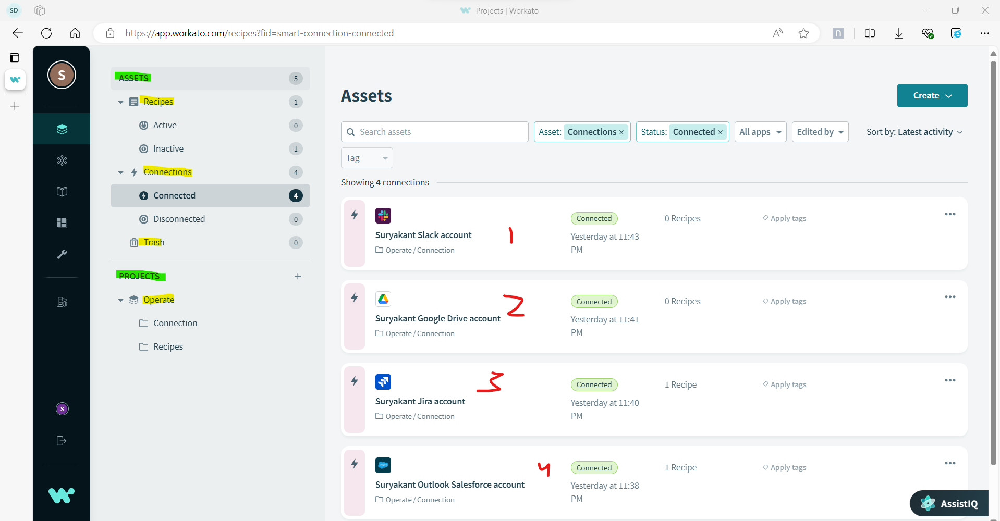 SD
Projects | Workato
https://app.workato.com/recipes?fid=smart-connection-connected
S
ASSETS 5
Recipes 1
Active 0
Inactive 1
Connections 4
Connected 4
Disconnected 0
Trash 0
PROJECTS
Operate
Connection
Recipes
S
Assets
Create
Search assets
Asset: Connections ×
Status: Connected ×
All apps
Edited by
Sort by: Latest activity
Tag
Showing 4 connections
Suryakant Slack account
Operate / Connection
1
Connected
Yesterday at 11:43
PM
0 Recipes
Apply tags
Suryakant Google Drive account
Operate / Connection
2
Connected
Yesterday at 11:41
PM
0 Recipes
Apply tags
Suryakant Jira account
Operate / Connection
3
Connected
Yesterday at 11:40
PM
1 Recipe
Apply tags
Suryakant Outlook Salesforce account
Operate / Connection
4
Connected
Yesterday at 11:38
PM
1 Recipe
Apply tags
AssistIQ